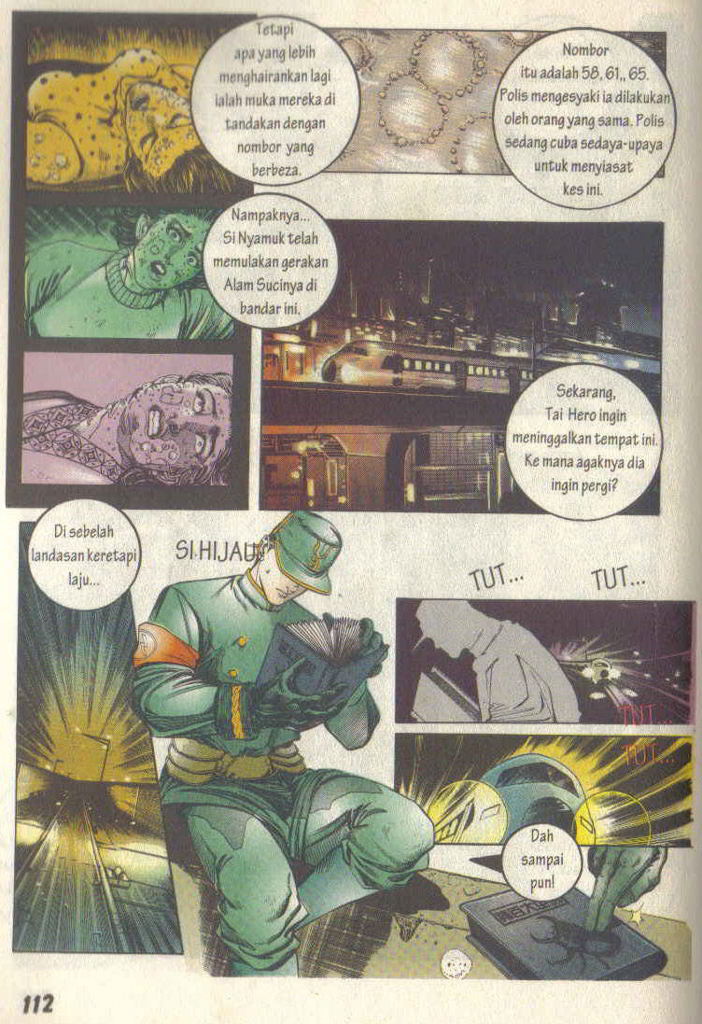 Tetapi
apa yang lebih
menghairankan lagi
ialah muka mereka di
tandakan dengan
nombor yang
berbeza.
Nombor
itu adalah 58, 61,, 65.
Polis mengesyaki ia dilakukan
oleh orang yang sama. Polis
sedang cuba sedaya-upaya
untuk menyiasat
kes ini.
Nampaknya...
Si Nyamuk telah
memulakan gerakan
Alam Sucinya di
bandar ini.
Sekarang,
Tai Hero ingin
meninggalkan tempat ini.
Ke mana agaknya dia
ingin pergi?
Di sebelah
landasan keretapi
laju...
SI HIJAU
TUT...
TUT...
TUT...
TUT...
Dah
sampai
pun!
112